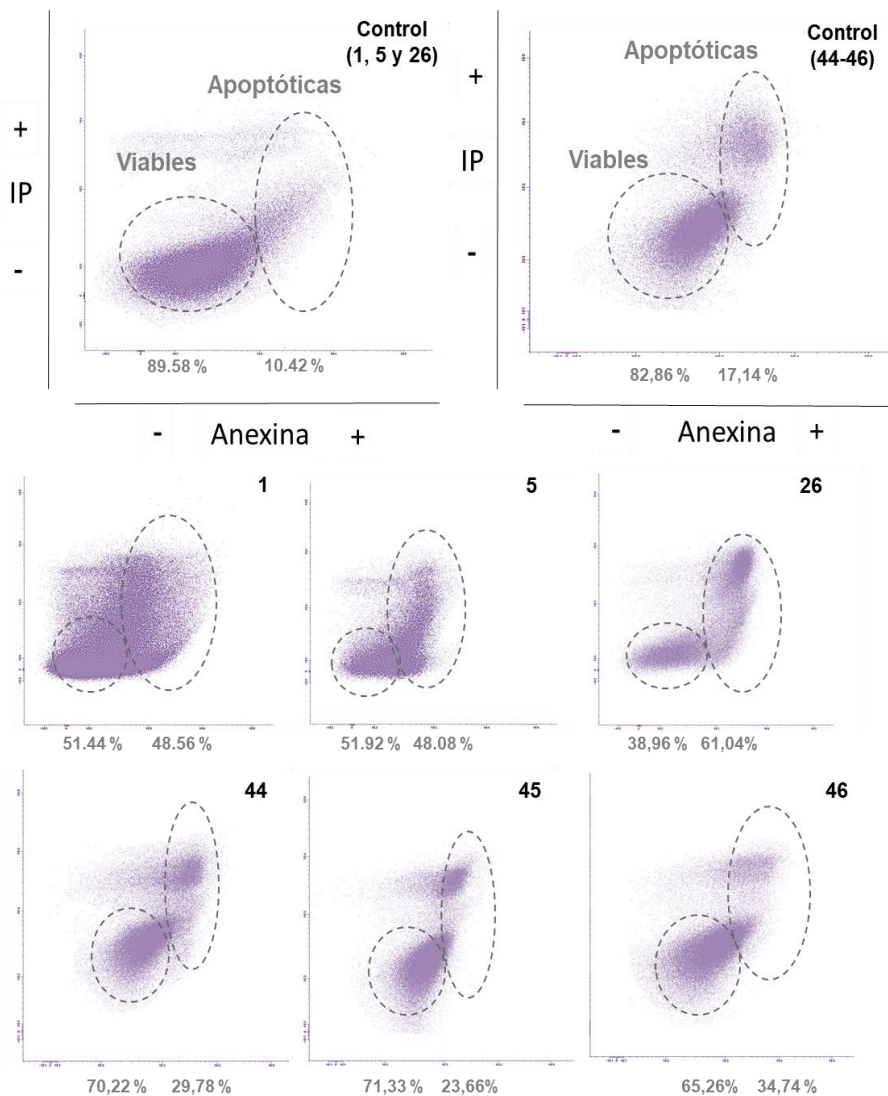 Control
(1, 5 y 26)
Apoptóticas
Viables
+
IP
-
89.58 % 10.42 %
- Anexina +
Control
(44-46)
Apoptóticas
Viables
+
IP
-
82,86 % 17,14 %
- Anexina +
1
51.44 % 48.56 %
5
51.92 % 48.08 %
26
38,96 % 61,04%
44
70,22 % 29,78%
45
71,33 % 23,66%
46
65,26% 34,74 %